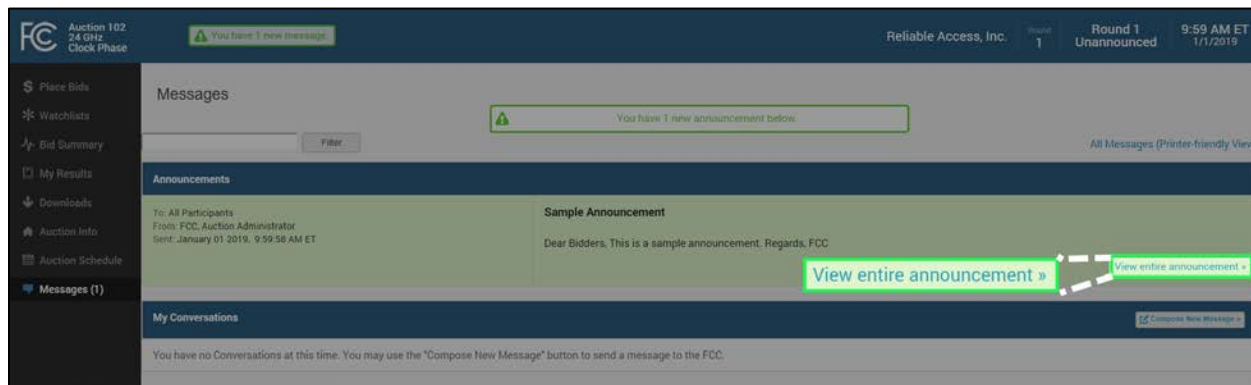 FCC
Auction 102
24 GHz
Clock Phase
You have 1 new message.
Reliable Access, Inc.
Round
1
Round 1
Unannounced
9:59 AM ET
1/1/2019
Place Bids
Watchlists
Bid Summary
My Results
Downloads
Auction Info
Auction Schedule
Messages (1)
Messages
You have 1 new announcement below.
Filter
All Messages (Printer-friendly View
Announcements
To: All Participants
From: FCC, Auction Administrator
Sent: January 01 2019, 9:59:58 AM ET
Sample Announcement
Dear Bidders, This is a sample announcement. Regards, FCC
View entire announcement »
View entire announcement »
My Conversations
Compose New Message »
You have no Conversations at this time. You may use the "Compose New Message" button to send a message to the FCC.